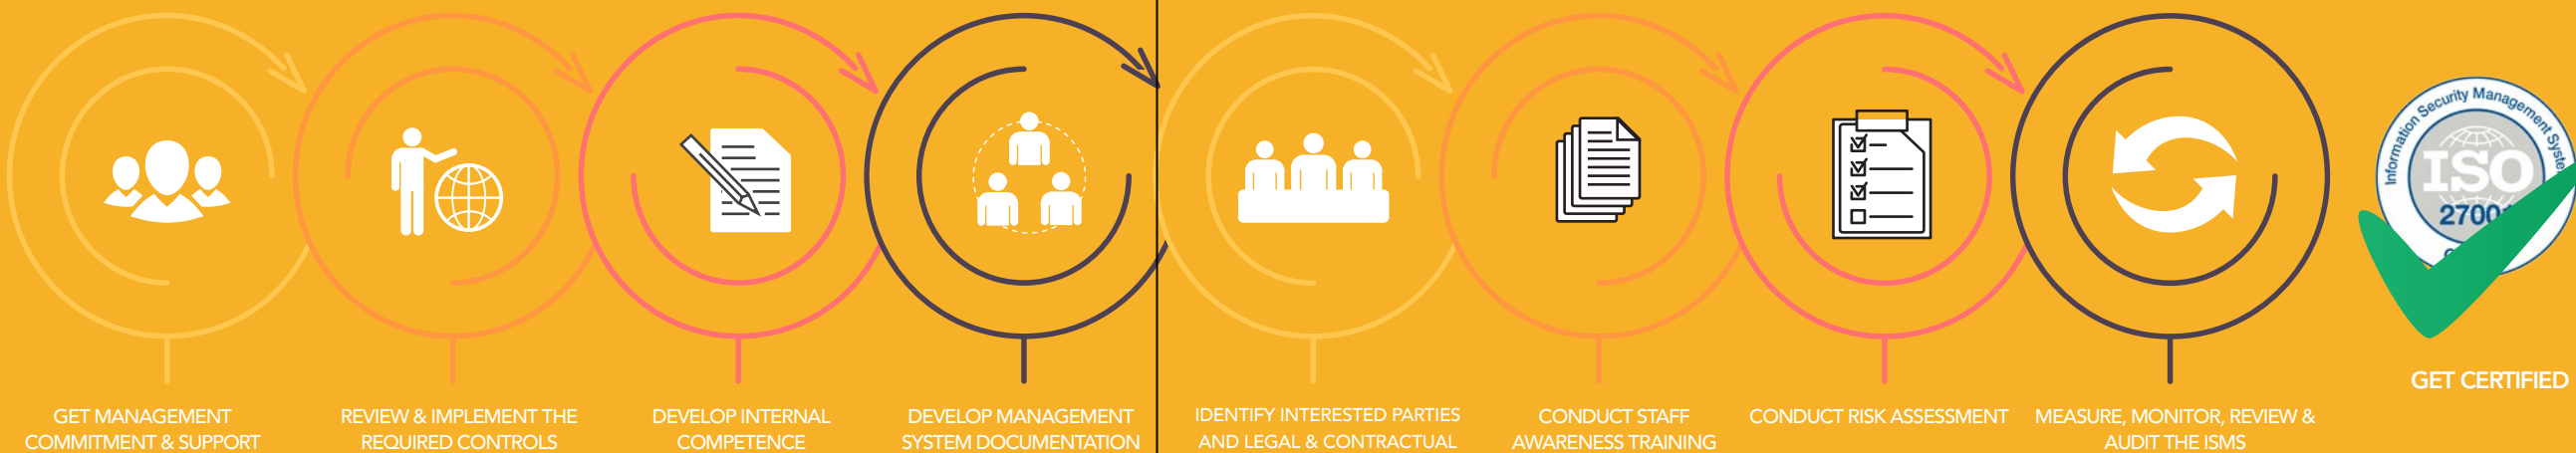 Information Security Management System
ISO
GET CERTIFIED
GET MANAGEMENT
COMMITMENT & SUPPORT
REVIEW & IMPLEMENT THE
REQUIRED CONTROLS
DEVELOP INTERNAL
COMPETENCE
DEVELOP MANAGEMENT
SYSTEM DOCUMENTATION
IDENTIFY INTERESTED PARTIES
AND LEGAL & CONTRACTUAL
CONDUCT STAFF
AWARENESS TRAINING
CONDUCT RISK ASSESSMENT
MEASURE, MONITOR, REVIEW &
AUDIT THE ISMS